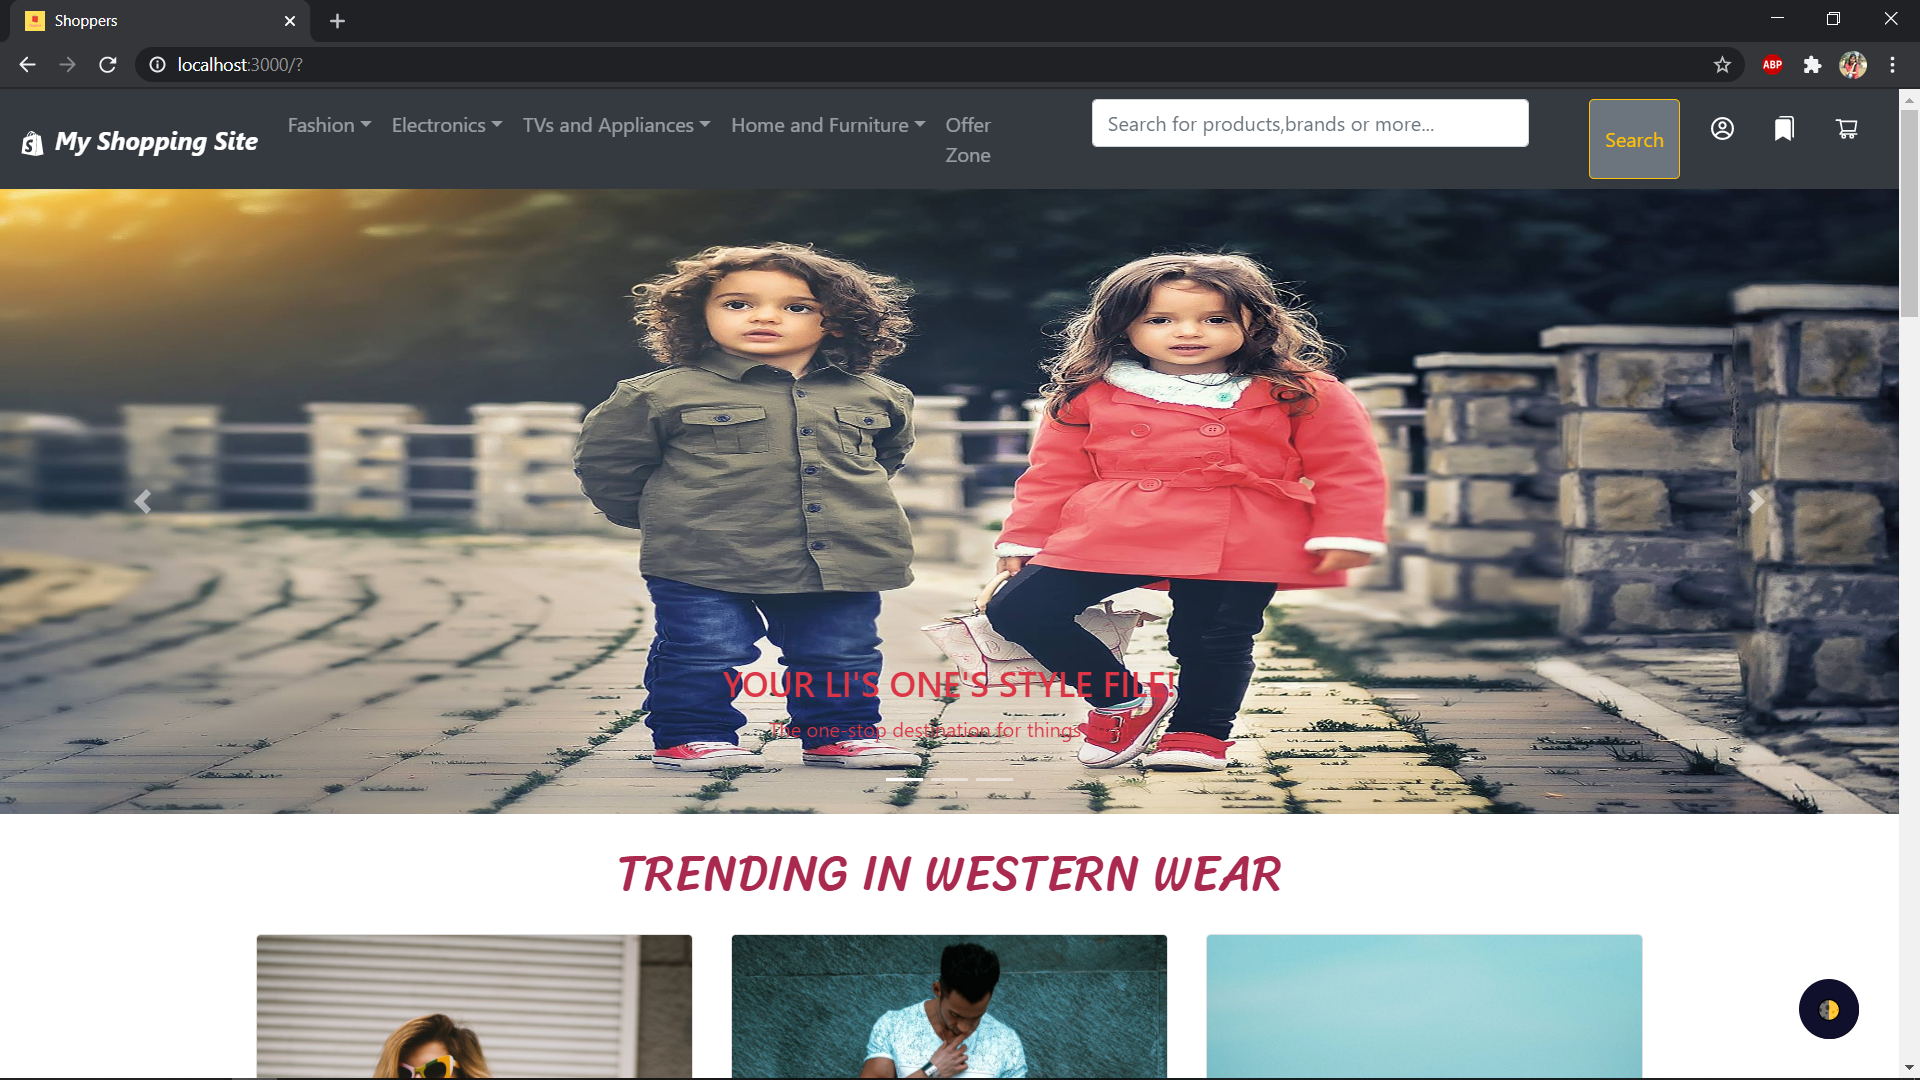 Shoppers
localhost:3000/?
ABP
My Shopping Site
Fashion
Electronics
TVs and Appliances
Home and Furniture
Offer
Zone
Search for products,brands or more...
Search
YOUR LI'S ONE'S STYLE FILE!
The one-stop destination for things
TRENDING IN WESTERN WEAR